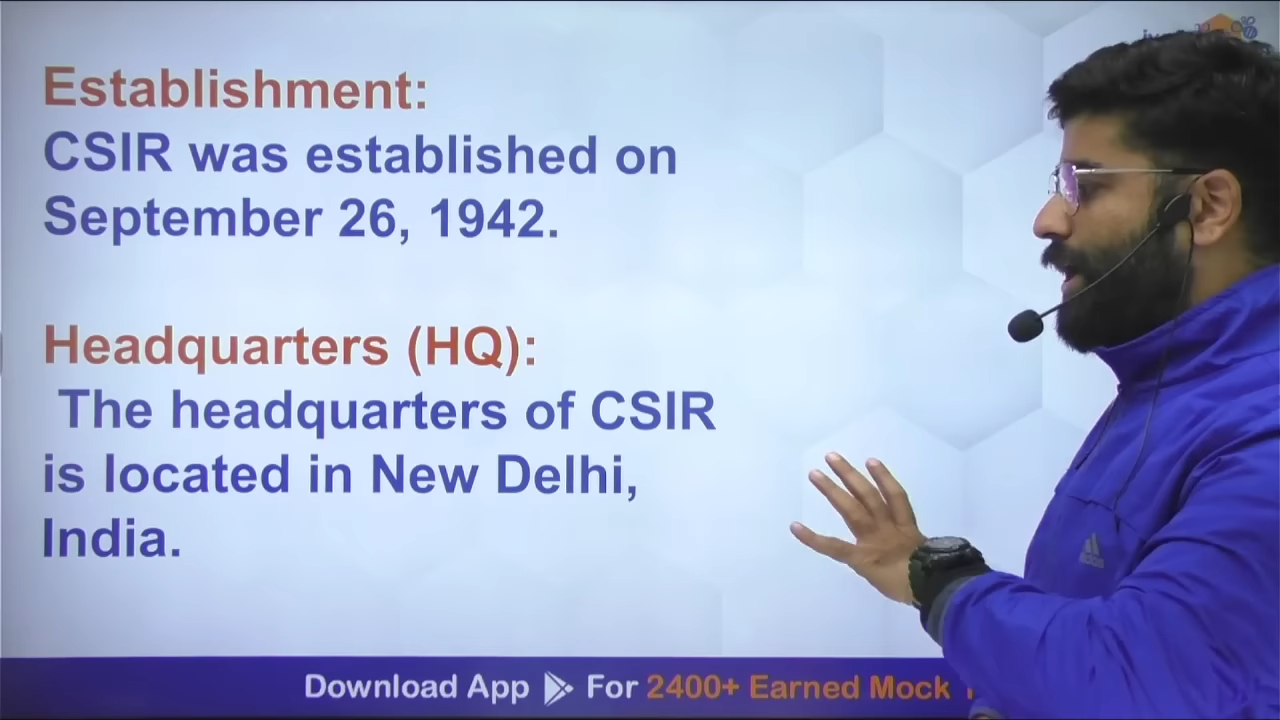 Establishment:
CSIR was established on
September 26, 1942.
Headquarters (HQ):
The headquarters of CSIR
is located in New Delhi,
India.
adidas
Download App For 2400+ Earned Mock